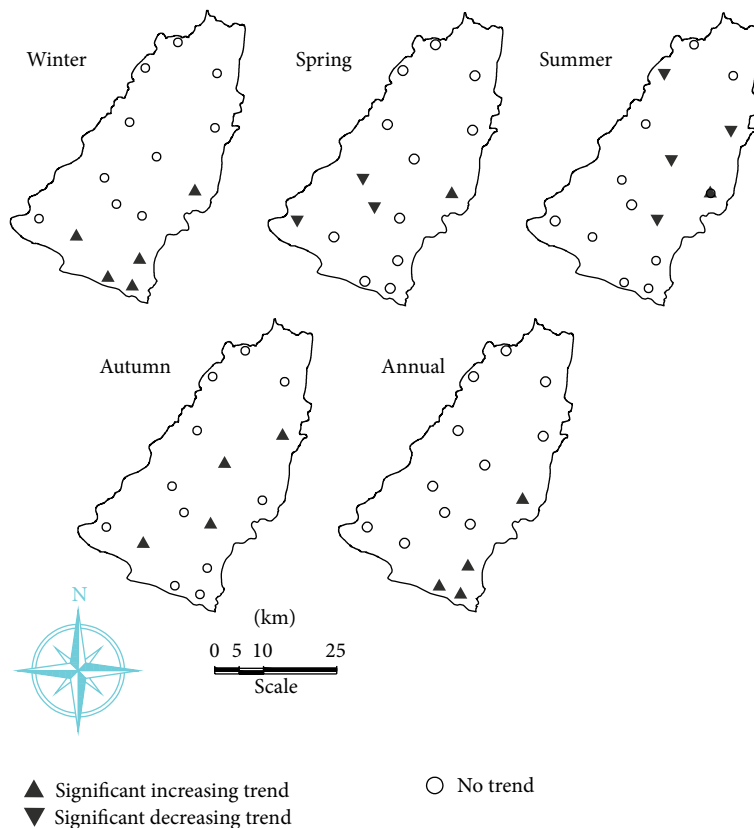 Winter
Spring
Summer
Autumn
Annual
N
(km)
0 5 10 25
Scale
Significant increasing trend
No trend
Significant decreasing trend